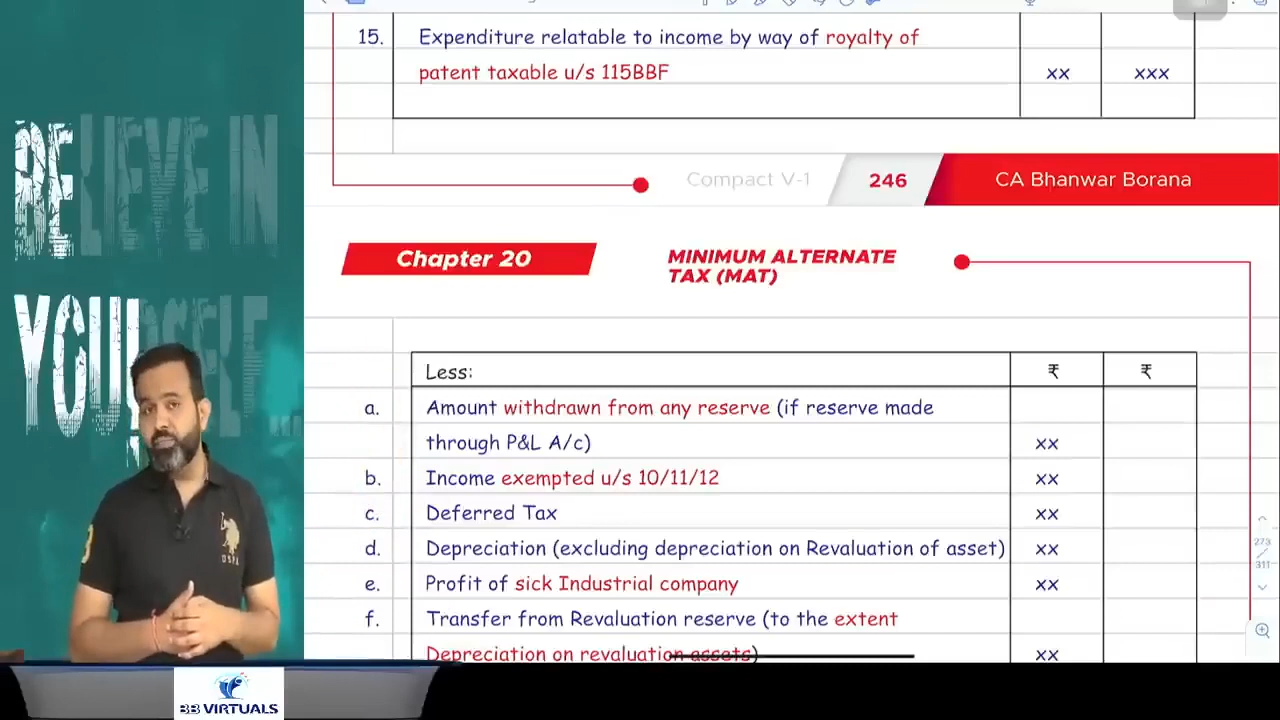 BELIEVE IN
YOURSELF
15. Expenditure relatable to income by way of royalty of
patent taxable u/s 115BBF xx xxx
Compact V-1 246 CA Bhanwar Borana
Chapter 20 MINIMUM ALTERNATE
TAX (MAT)
Less: ₹ ₹
a. Amount withdrawn from any reserve (if reserve made
through P&L A/c) xx
b. Income exempted u/s 10/11/12 xx
c. Deferred Tax xx
d. Depreciation (excluding depreciation on Revaluation of asset) xx
e. Profit of sick Industrial company xx
f. Transfer from Revaluation reserve (to the extent
Depreciation on revaluation assets) xx
273
311
3
USPA
BB VIRTUALS